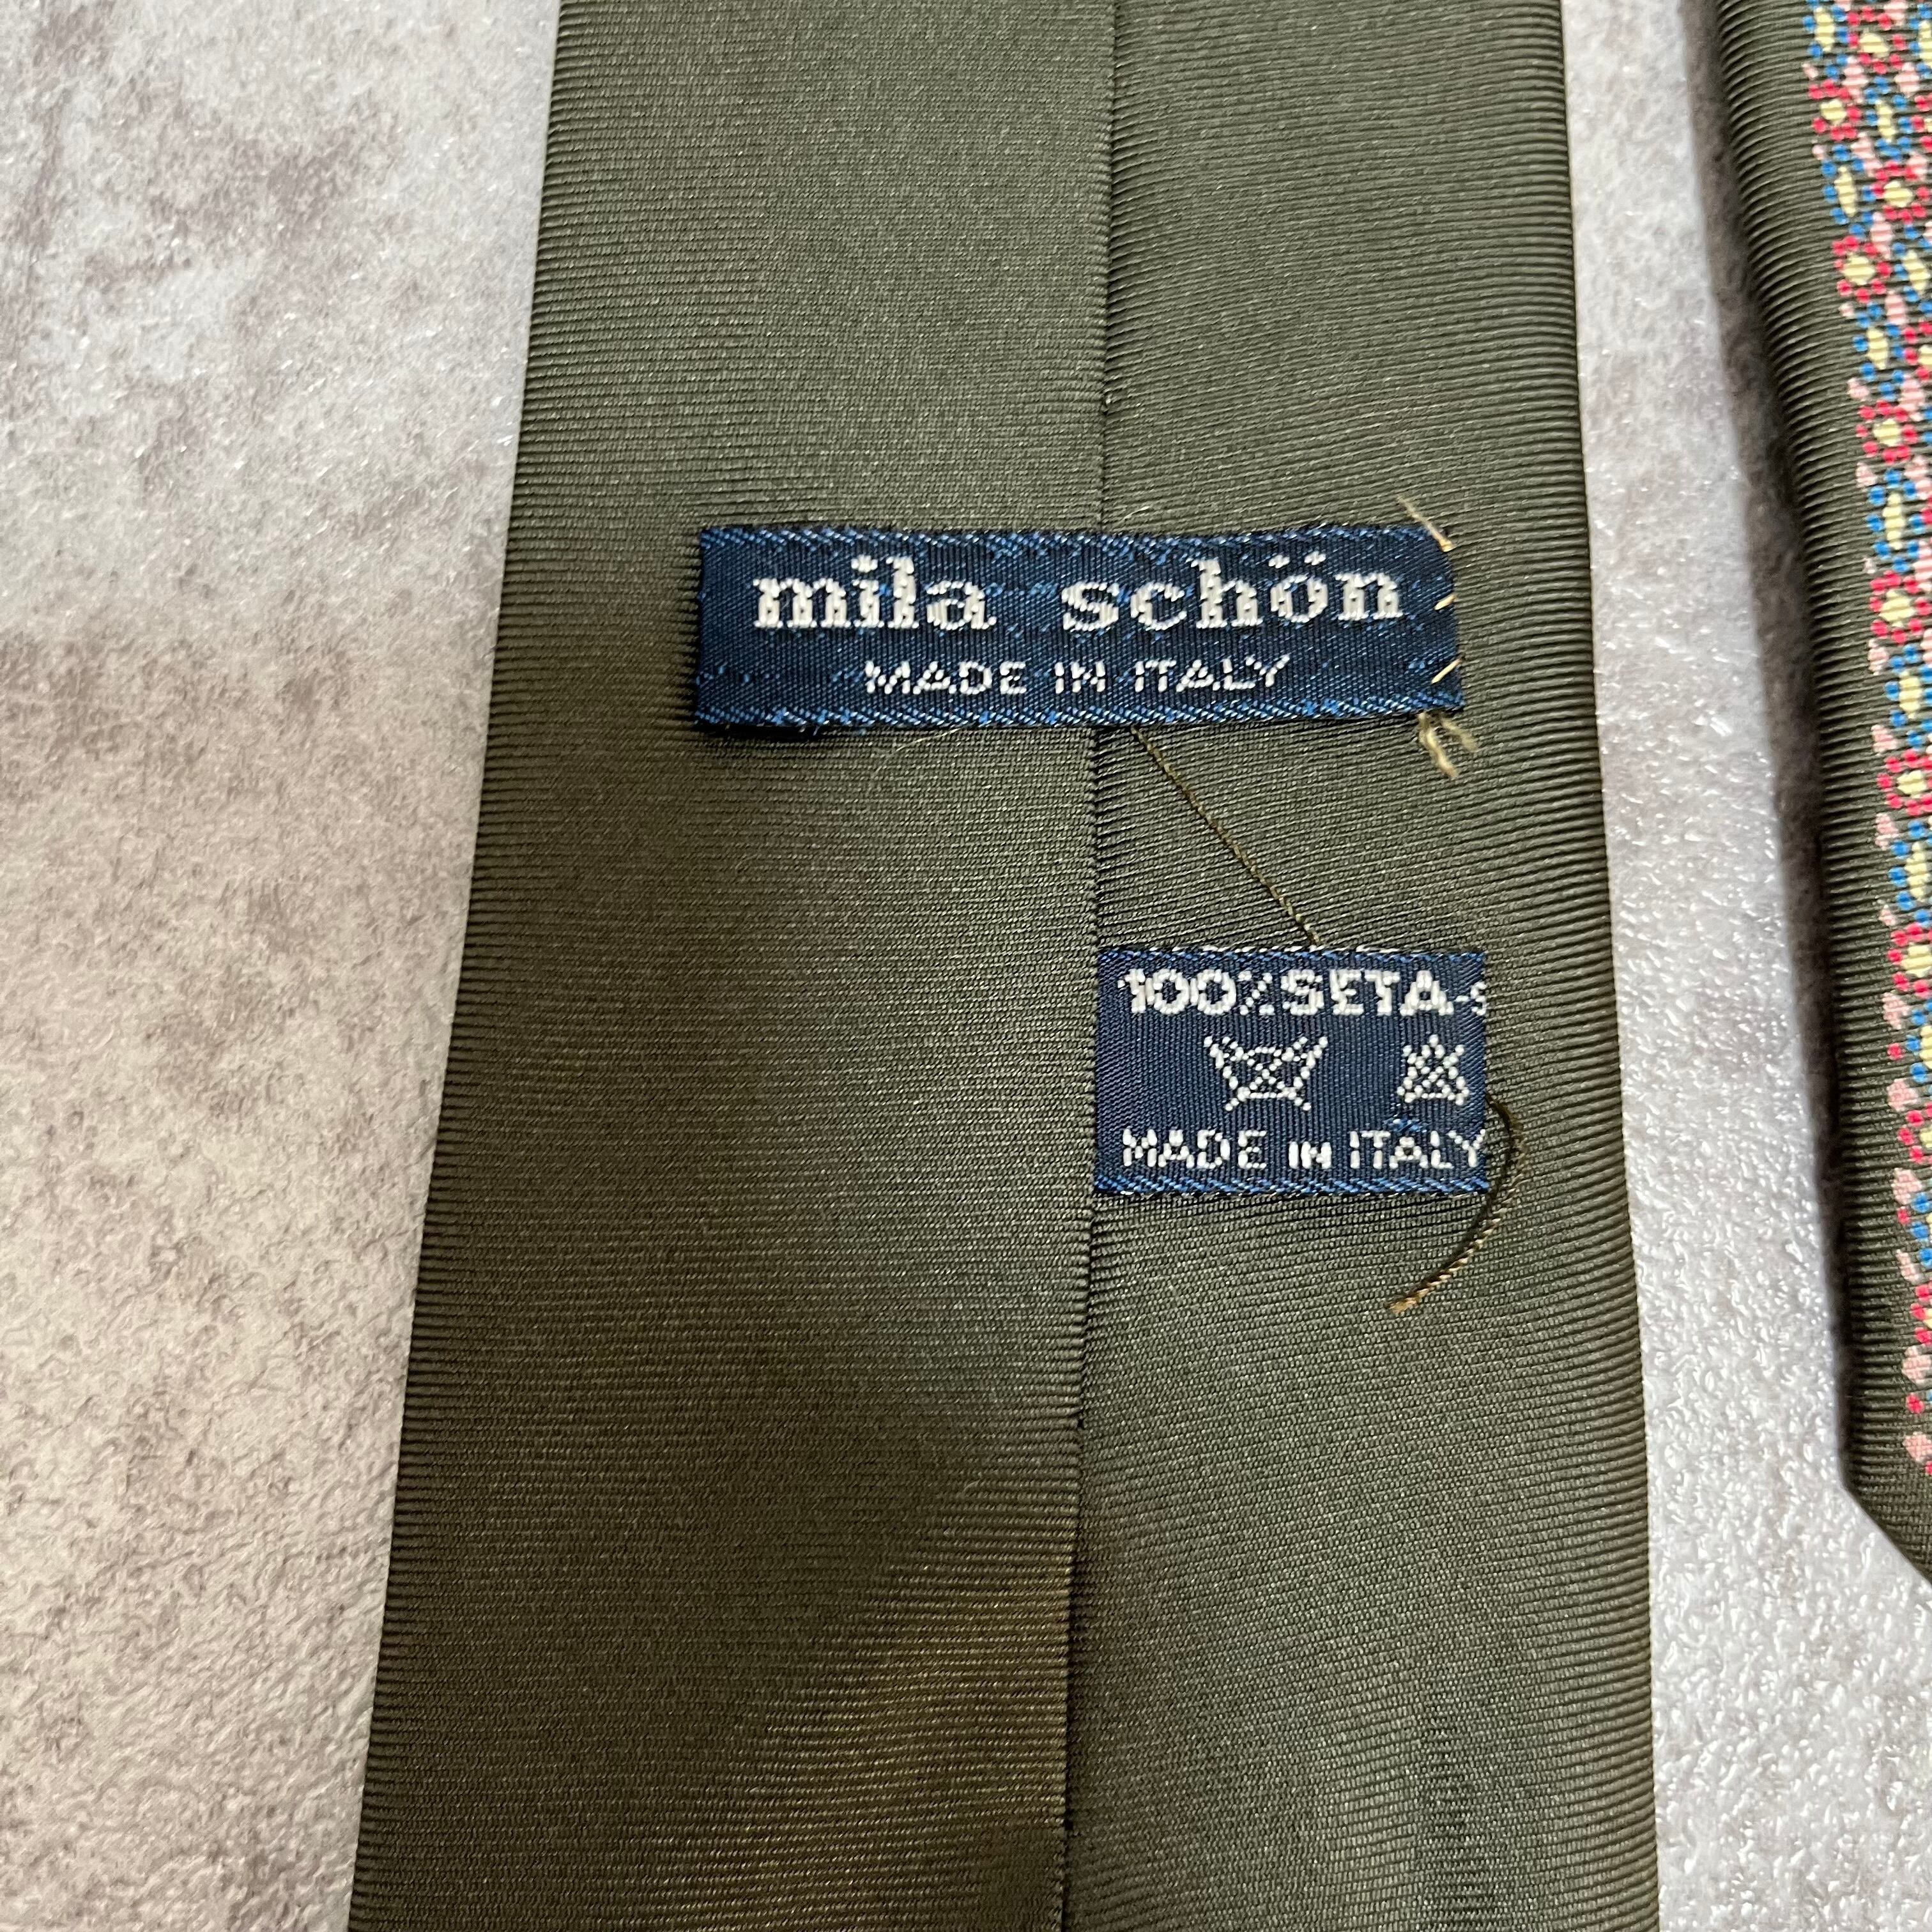 mila schön
MADE IN ITALY
100% SETA-S
MADE IN ITALY